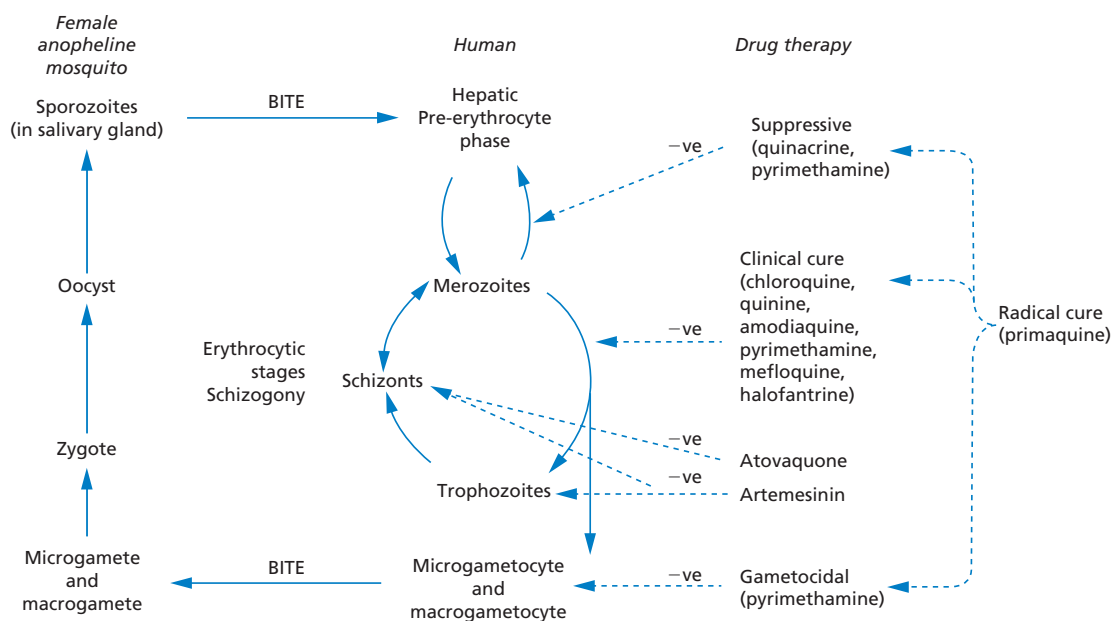 Female
anopheline
mosquito
Human
Drug therapy
Sporozoites
(in salivary gland)
BITE
Hepatic
Pre-erythrocyte
phase
–ve
Suppressive
(quinacrine,
pyrimethamine)
Oocyst
Merozoites
–ve
Clinical cure
(chloroquine,
quinine,
amodiaquine,
pyrimethamine,
mefloquine,
halofantrine)
Radical cure
(primaquine)
Erythrocytic
stages
Schizogony
Schizonts
Zygote
–ve
Atovaquone
Trophozoites
–ve
Artemesinin
Microgamete
and
macrogamete
BITE
Microgametocyte
and
macrogametocyte
–ve
Gametocidal
(pyrimethamine)